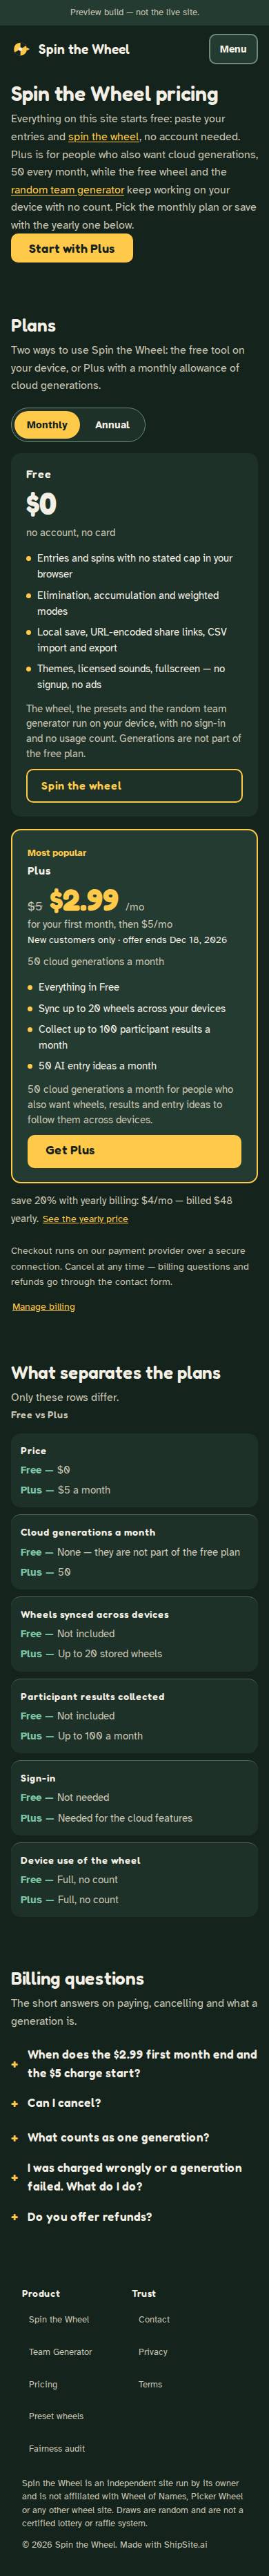 Preview build — not the live site.
Spin the Wheel
Menu
Spin the Wheel pricing
Everything on this site starts free: paste your
entries and spin the wheel, no account needed.
Plus is for people who also want cloud generations,
50 every month, while the free wheel and the
random team generator keep working on your
device with no count. Pick the monthly plan or save
with the yearly one below.
Start with Plus
Plans
Two ways to use Spin the Wheel: the free tool on
your device, or Plus with a monthly allowance of
cloud generations.
Monthly
Annual
Free
$0
no account, no card
Entries and spins with no stated cap in your
browser
Elimination, accumulation and weighted
modes
Local save, URL-encoded share links, CSV
import and export
Themes, licensed sounds, fullscreen — no
signup, no ads
The wheel, the presets and the random team
generator run on your device, with no sign-in
and no usage count. Generations are not part of
the free plan.
Spin the wheel
Most popular
Plus
$5 $2.99 /mo
for your first month, then $5/mo
New customers only · offer ends Dec 18, 2026
50 cloud generations a month
Everything in Free
Sync up to 20 wheels across your devices
Collect up to 100 participant results a
month
50 AI entry ideas a month
50 cloud generations a month for people who
also want wheels, results and entry ideas to
follow them across devices.
Get Plus
save 20% with yearly billing: $4/mo — billed $48
yearly. See the yearly price
Checkout runs on our payment provider over a secure
connection. Cancel at any time — billing questions and
refunds go through the contact form.
Manage billing
What separates the plans
Only these rows differ.
Free vs Plus
Price
Free — $0
Plus — $5 a month
Cloud generations a month
Free — None — they are not part of the free plan
Plus — 50
Wheels synced across devices
Free — Not included
Plus — Up to 20 stored wheels
Participant results collected
Free — Not included
Plus — Up to 100 a month
Sign-in
Free — Not needed
Plus — Needed for the cloud features
Device use of the wheel
Free — Full, no count
Plus — Full, no count
Billing questions
The short answers on paying, cancelling and what a
generation is.
+ When does the $2.99 first month end and
the $5 charge start?
+ Can I cancel?
+ What counts as one generation?
+ I was charged wrongly or a generation
failed. What do I do?
+ Do you offer refunds?
Product
Spin the Wheel
Team Generator
Pricing
Preset wheels
Fairness audit
Trust
Contact
Privacy
Terms
Spin the Wheel is an independent site run by its owner
and is not affiliated with Wheel of Names, Picker Wheel
or any other wheel site. Draws are random and are not a
certified lottery or raffle system.
© 2026 Spin the Wheel. Made with ShipSite.ai